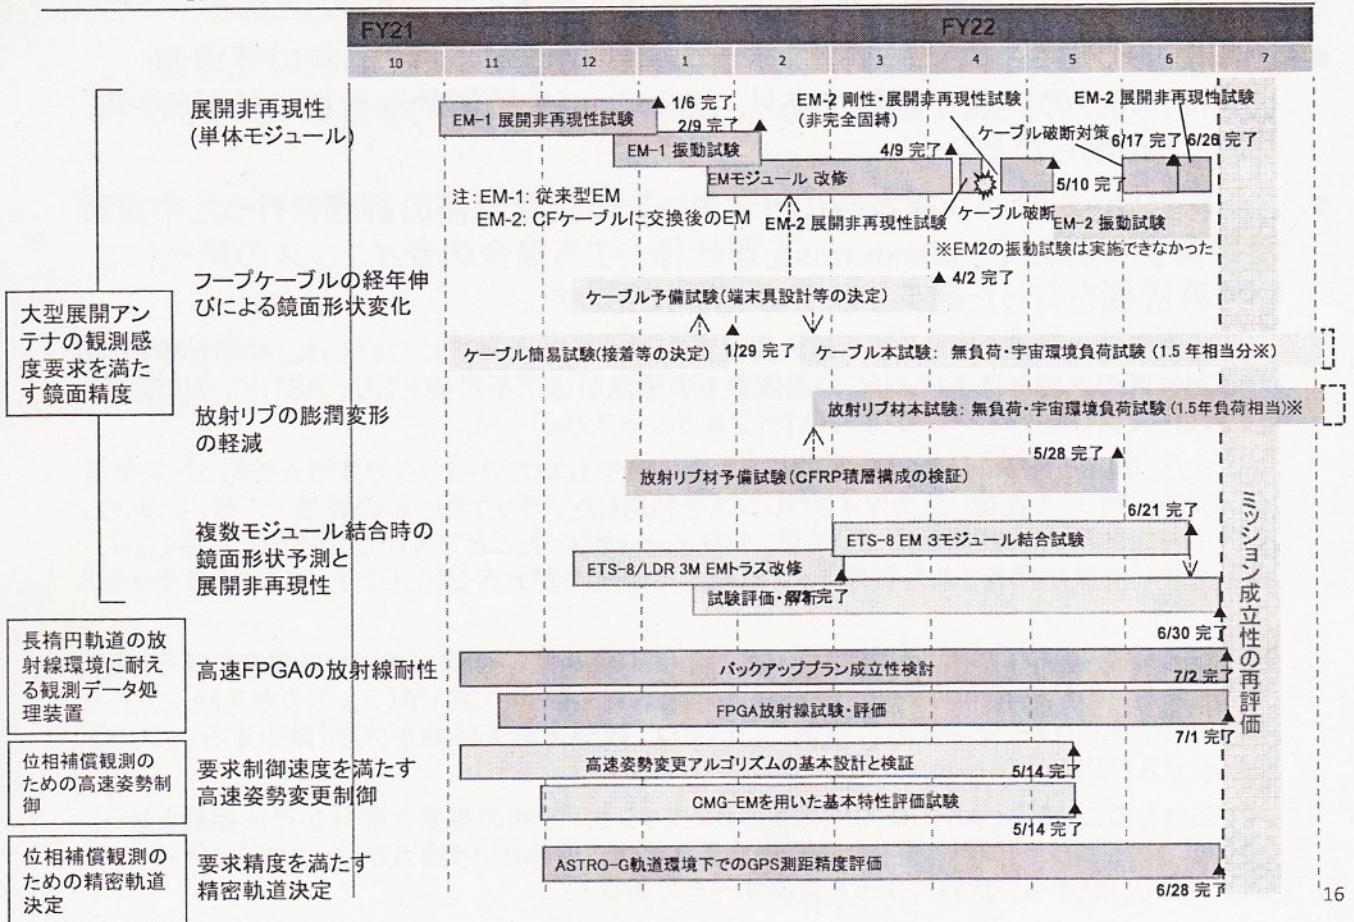 FY21
FY22
10
11
12
1
2
3
4
5
6
7
大型展開アン
テナの観測感
度要求を満た
す鏡面精度
展開非再現性
(単体モジュール)
EM-1 展開非再現性試験
1/6 完了
2/9 完了
EM-1 振動試験
EMモジュール 改修
4/9 完了
EM-2 剛性・展開非再現性試験
(非完全固縛)
ケーブル破断対策
EM-2 展開非再現性試験
6/17 完了
6/26 完了
5/10 完了
EM-2 展開非再現性試験
ケーブル破断
EM-2 振動試験
※EM2の振動試験は実施できなかった
注:EM-1: 従来型EM
EM-2: CFケーブルに交換後のEM
フープケーブルの経年伸
びによる鏡面形状変化
4/2 完了
ケーブル予備試験(端末具設計等の決定)
ケーブル簡易試験(接着等の決定)
1/29 完了
ケーブル本試験: 無負荷・宇宙環境負荷試験 (1.5 年相当分※)
放射リブの膨潤変形
の軽減
放射リブ材本試験: 無負荷・宇宙環境負荷試験 (1.5年負荷相当)※
5/28 完了
放射リブ材予備試験(CFRP積層構成の検証)
複数モジュール結合時の
鏡面形状予測と
展開非再現性
6/21 完了
ETS-8 EM 3モジュール結合試験
ETS-8/LDR 3M EMトラス改修
試験評価・解析
完了
6/30 完了
ミッション成立性の再評価
長楕円軌道の放
射線環境に耐え
る観測データ処
理装置
高速FPGAの放射線耐性
バックアッププラン成立性検討
7/2 完了
FPGA放射線試験・評価
7/1 完了
位相補償観測の
ための高速姿勢制
御
要求制御速度を満たす
高速姿勢変更制御
高速姿勢変更アルゴリズムの基本設計と検証
5/14 完了
CMG-EMを用いた基本特性評価試験
5/14 完了
位相補償観測の
ための精密軌道
決定
要求精度を満たす
精密軌道決定
ASTRO-G軌道環境下でのGPS測距精度評価
6/28 完了
16